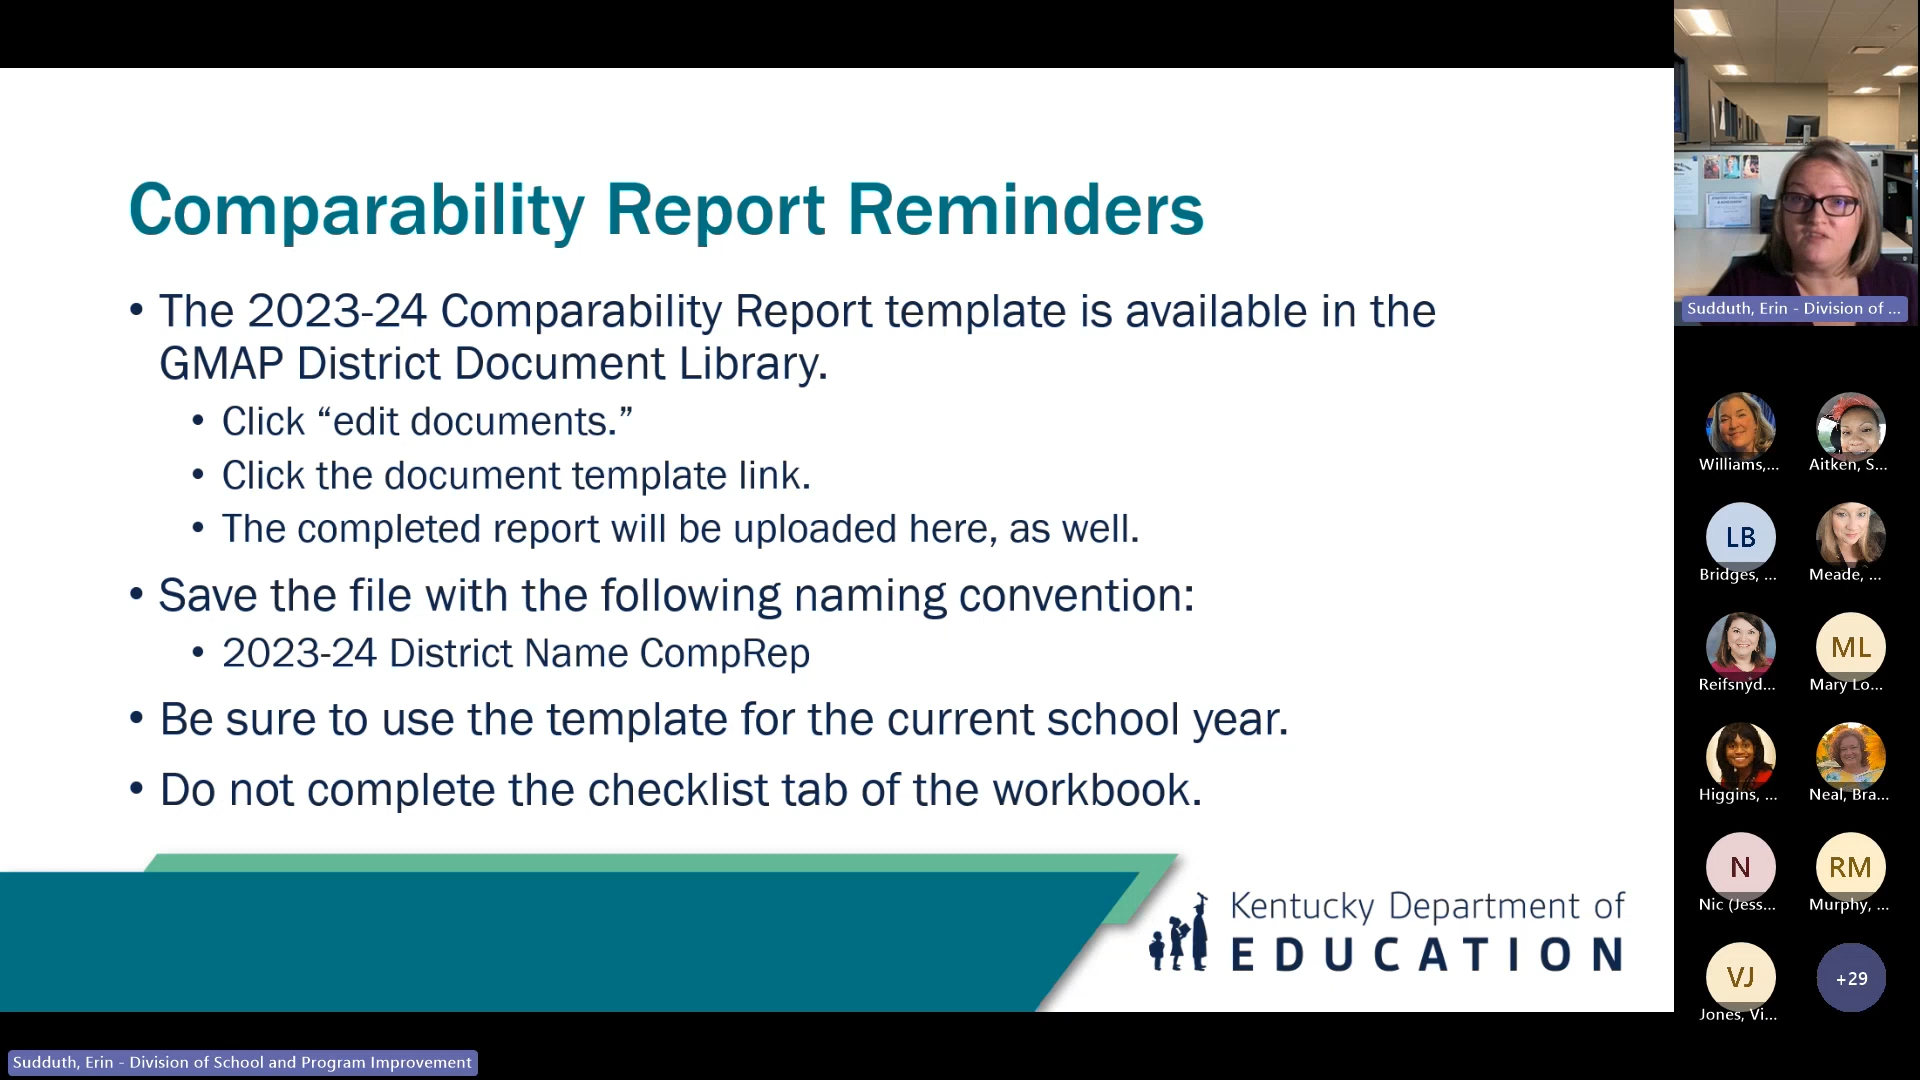 Comparability Report Reminders
• The 2023-24 Comparability Report template is available in the
GMAP District Document Library.
• Click “edit documents.”
• Click the document template link.
• The completed report will be uploaded here, as well.
• Save the file with the following naming convention:
• 2023-24 District Name CompRep
• Be sure to use the template for the current school year.
• Do not complete the checklist tab of the workbook.
Kentucky Department of
EDUCATION
Sudduth, Erin - Division of School and Program Improvement
Sudduth, Erin - Division of ...
Williams,...
Aitken, S...
LB
Bridges, ...
Meade, ...
Reifsnyd...
ML
Mary Lo...
Higgins, ...
Neal, Bra...
N
Nic (Jess...
RM
Murphy, ...
VJ
Jones, Vi...
+29